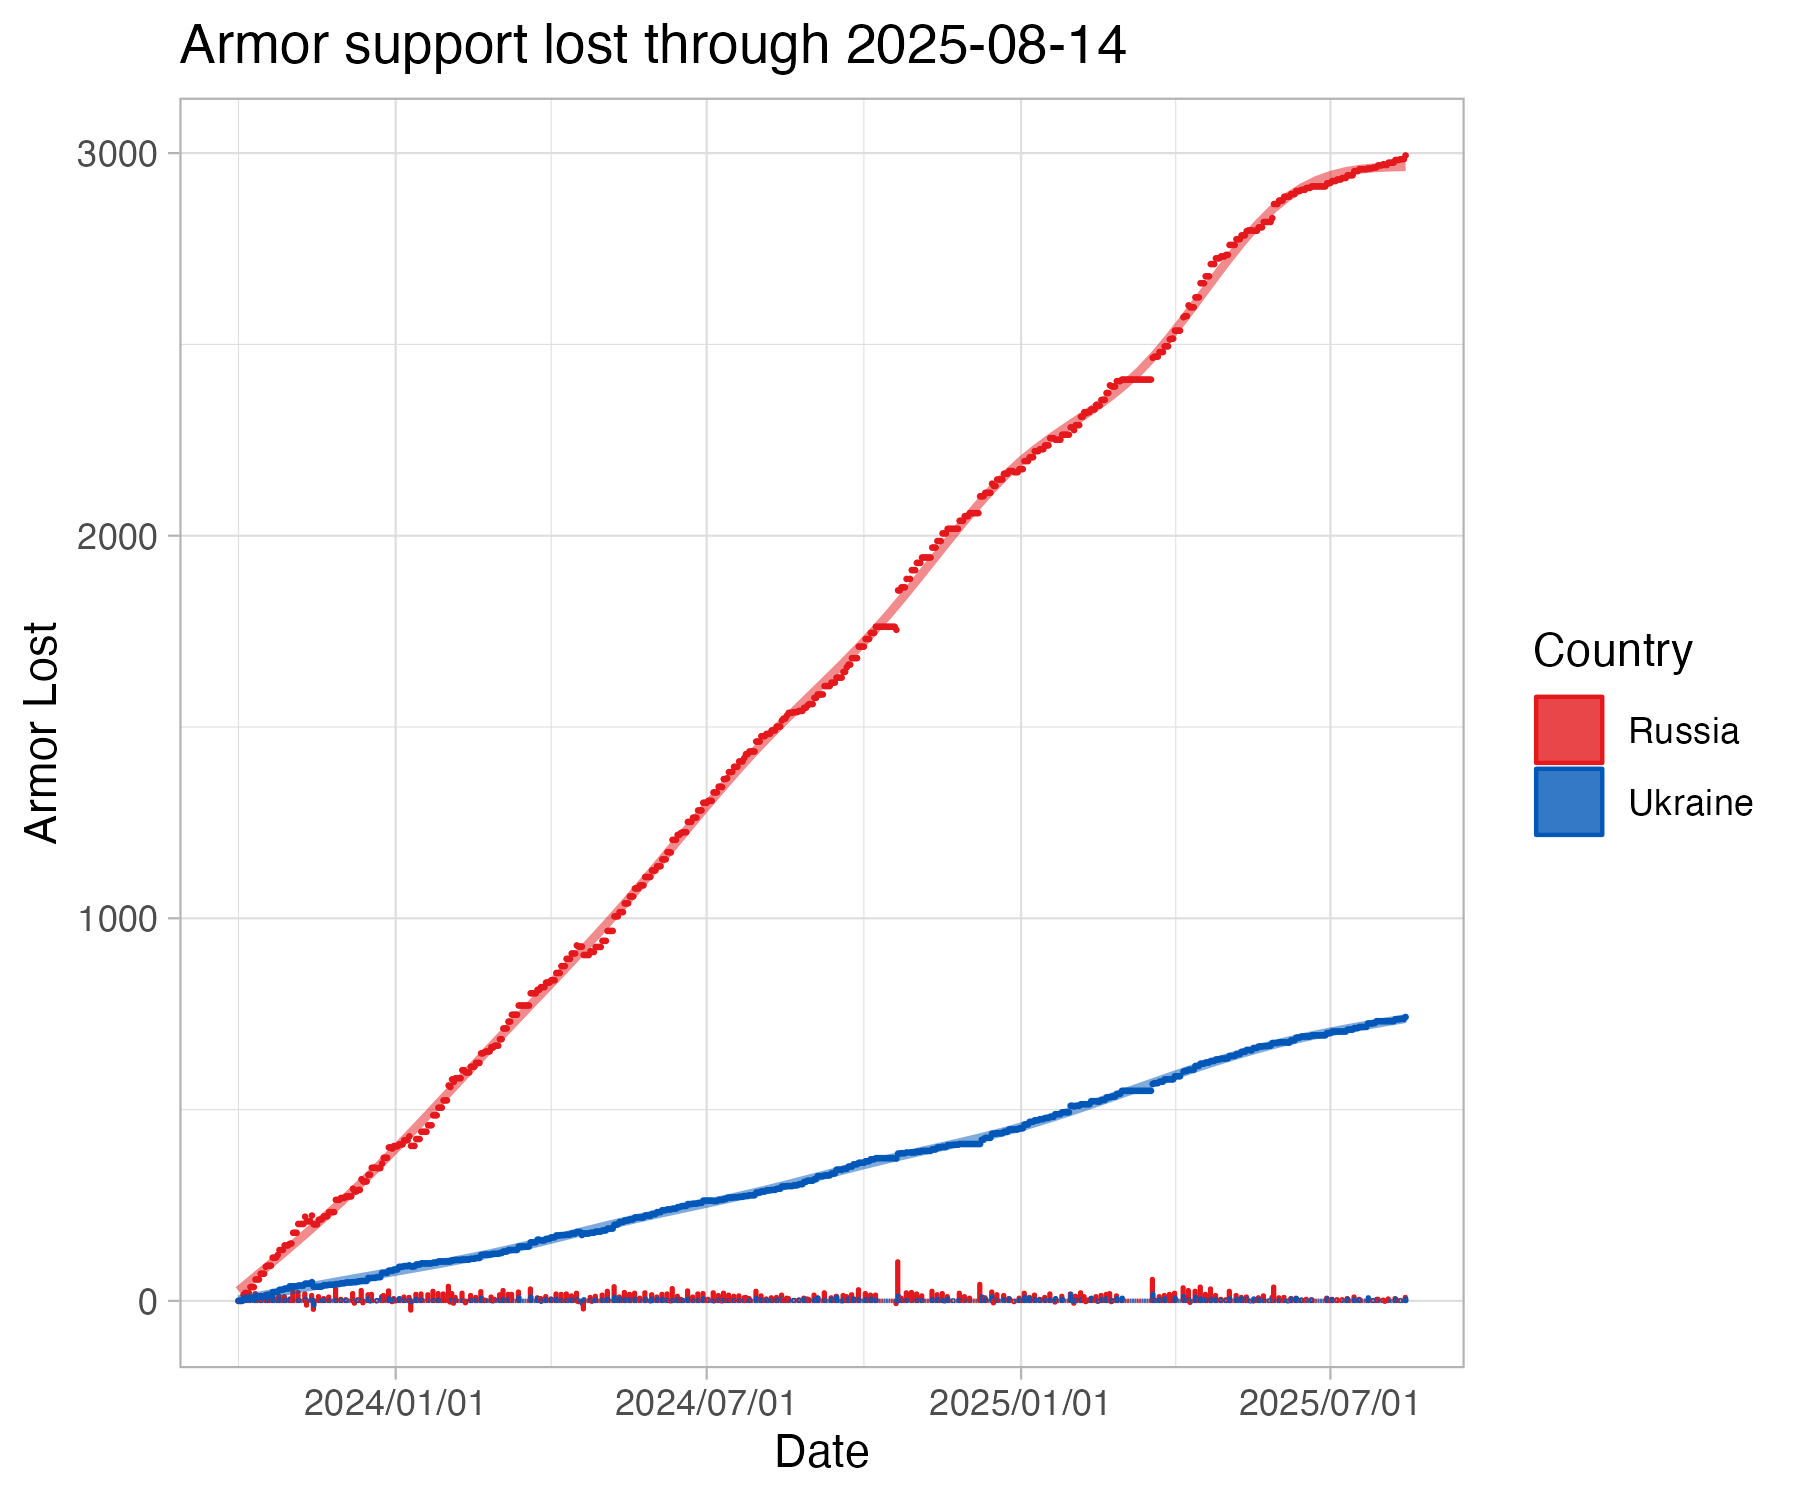 Armor support lost through 2025-08-14
Armor Lost
3000
2000
1000
0
2024/01/01
2024/07/01
2025/01/01
2025/07/01
Date
Country
Russia
Ukraine